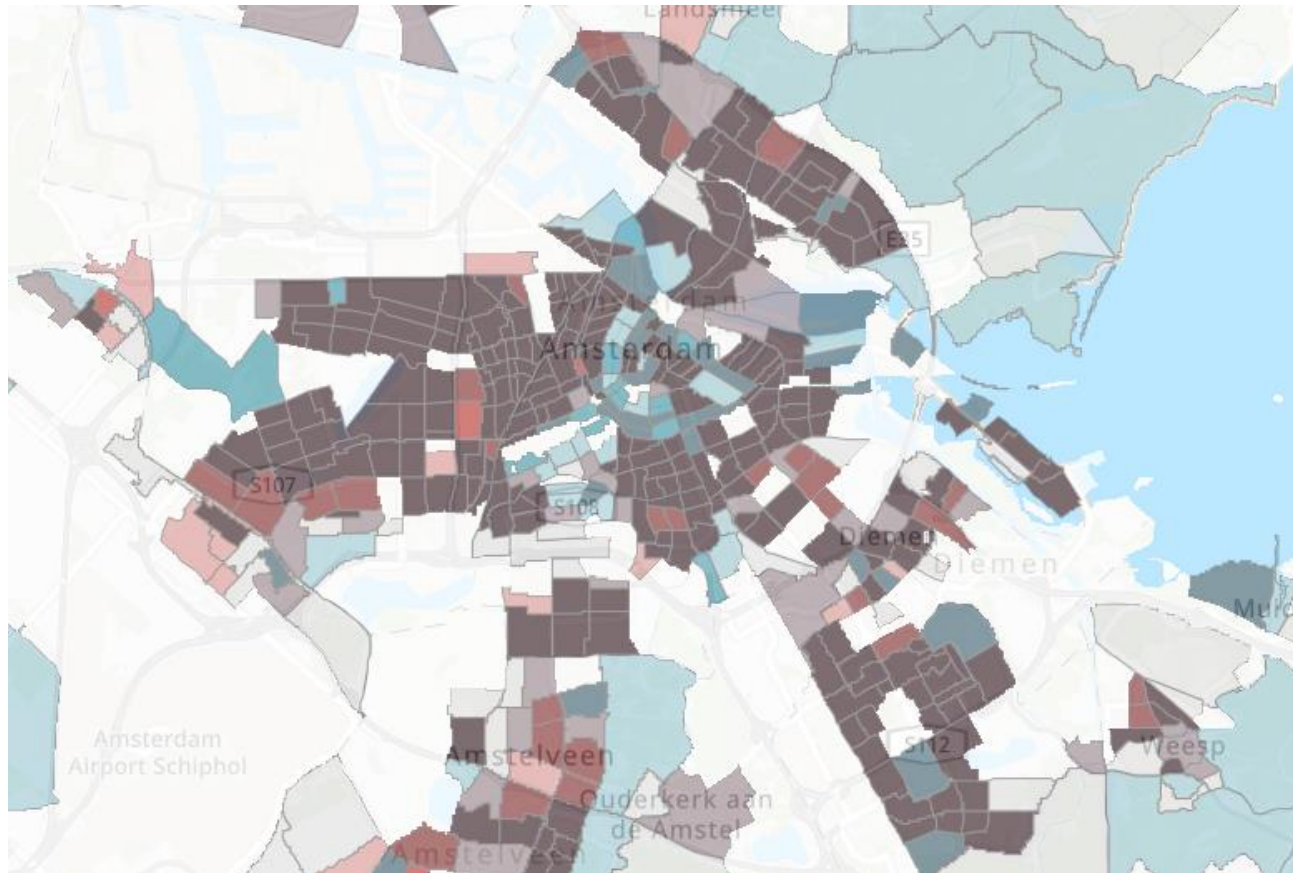 Landsmeer
E35
Amsterdam
Amsterdam
S107
S108
Diemen
Diemen
Muid
S112
Weesp
Amsterdam
Airport Schiphol
Amstelveen
Ouderkerk aan
de Amstel
Amstelveen